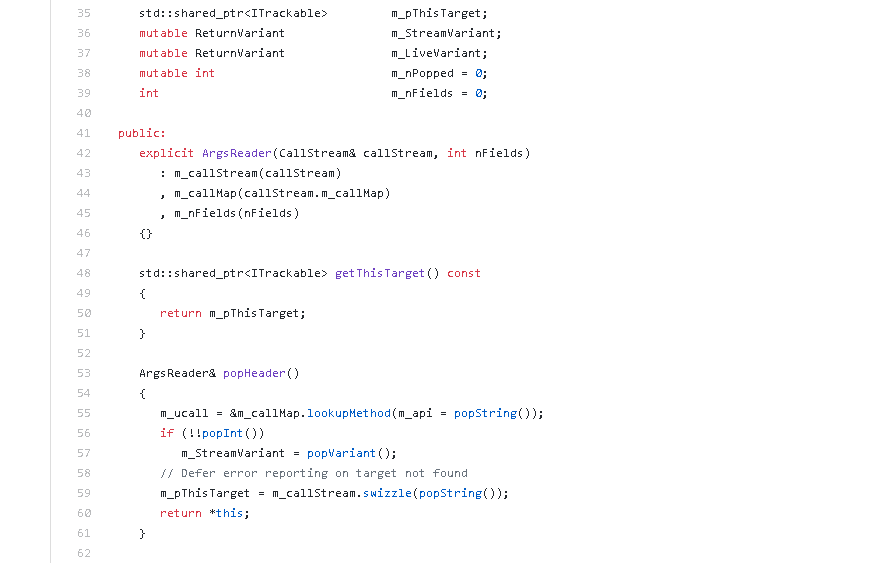 35 std::shared_ptr<ITrackable> m_pThisTarget;
36 mutable ReturnVariant m_StreamVariant;
37 mutable ReturnVariant m_LiveVariant;
38 mutable int m_nPopped = 0;
39 int m_nFields = 0;
40
41 public:
42 explicit ArgsReader(CallStream& callStream, int nFields)
43 : m_callStream(callStream)
44 , m_callMap(callStream.m_callMap)
45 , m_nFields(nFields)
46 {}
47
48 std::shared_ptr<ITrackable> getThisTarget() const
49 {
50 return m_pThisTarget;
51 }
52
53 ArgsReader& popHeader()
54 {
55 m_ucall = &m_callMap.lookupMethod(m_api = popString());
56 if (!!popInt())
57 m_StreamVariant = popVariant();
58 // Defer error reporting on target not found
59 m_pThisTarget = m_callStream.swizzle(popString());
60 return *this;
61 }
62